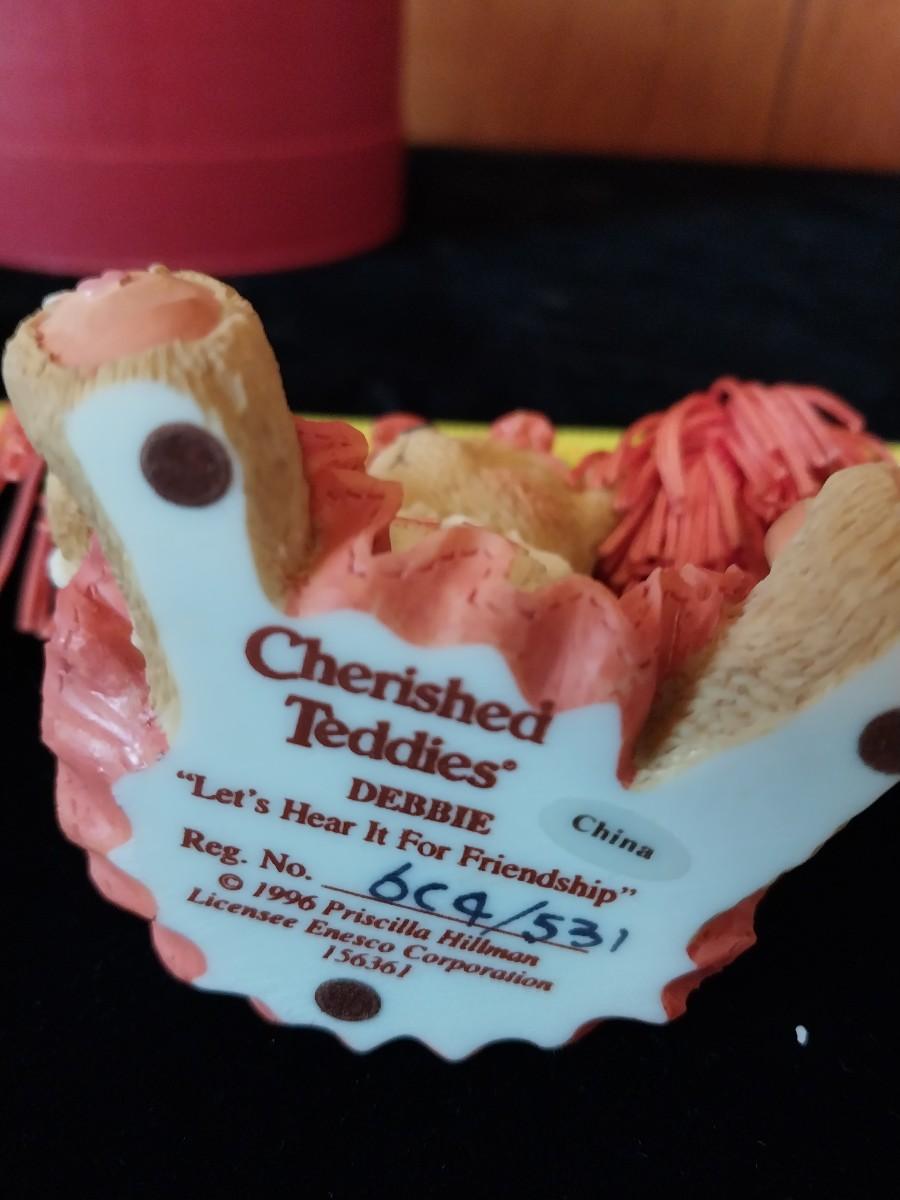 Cherished
Teddies®
DEBBIE
"Let's Hear It For Friendship"
China
Reg. No. 6C4/531
© 1996 Priscilla Hillman
Licensee Enesco Corporation
156361